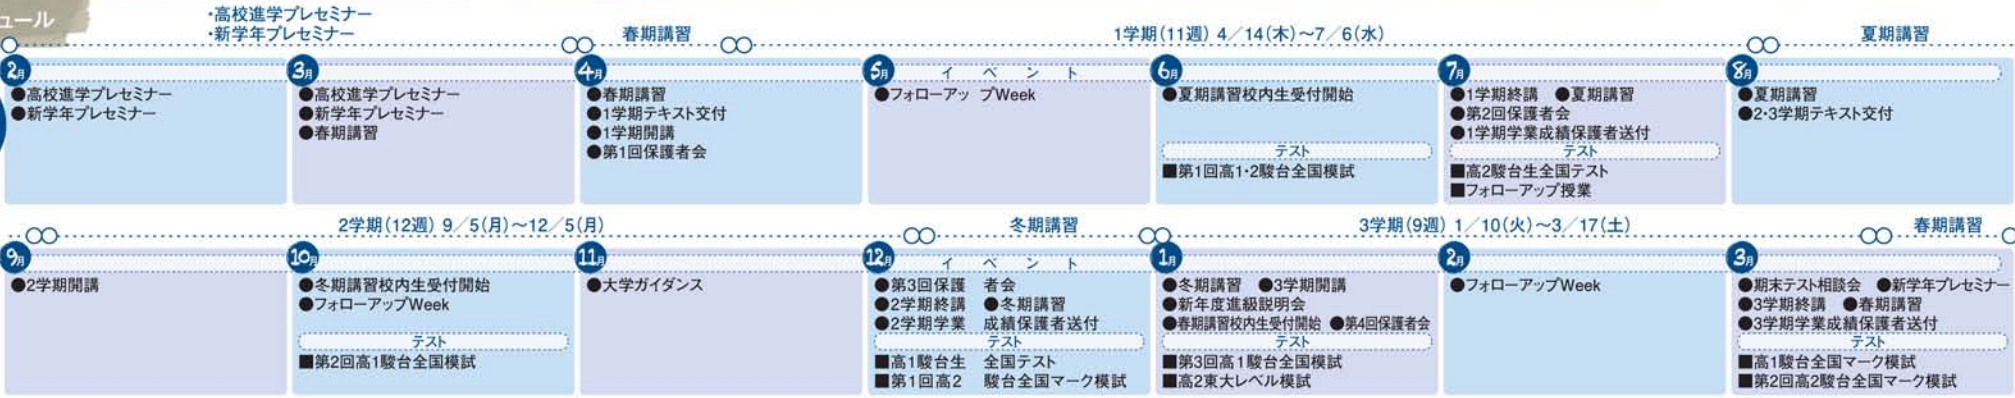 ュール
・高校進学プレセミナー
・新学年プレセミナー
春期講習
1学期(11週) 4/14(木)～7/6(水)
夏期講習
2月
●高校進学プレセミナー
●新学年プレセミナー
3月
●高校進学プレセミナー
●新学年プレセミナー
●春期講習
4月
●春期講習
●1学期テキスト交付
●1学期開講
●第1回保護者会
5月
イベント
●フォローアップWeek
6月
●夏期講習校内生受付開始
テスト
■第1回高1・2駿台全国模試
7月
●1学期終講 ●夏期講習
●第2回保護者会
●1学期学業成績保護者送付
テスト
■高2駿台生全国テスト
■フォローアップ授業
8月
●夏期講習
●2・3学期テキスト交付
2学期(12週) 9/5(月)～12/5(月)
冬期講習
3学期(9週) 1/10(火)～3/17(土)
春期講習
9月
●2学期開講
10月
●冬期講習校内生受付開始
●フォローアップWeek
テスト
■第2回高1駿台全国模試
11月
●大学ガイダンス
12月
イベント
●第3回保護者会
●2学期終講 ●冬期講習
●2学期学業成績保護者送付
テスト
■高1駿台生全国テスト
■第1回高2駿台全国マーク模試
1月
●冬期講習 ●3学期開講
●新年度進級説明会
●春期講習校内生受付開始 ●第4回保護者会
テスト
■第3回高1駿台全国模試
■高2東大レベル模試
2月
●フォローアップWeek
3月
●期末テスト相談会 ●新学年プレセミナー
●3学期終講 ●春期講習
●3学期学業成績保護者送付
テスト
■高1駿台全国マーク模試
■第2回高2駿台全国マーク模試